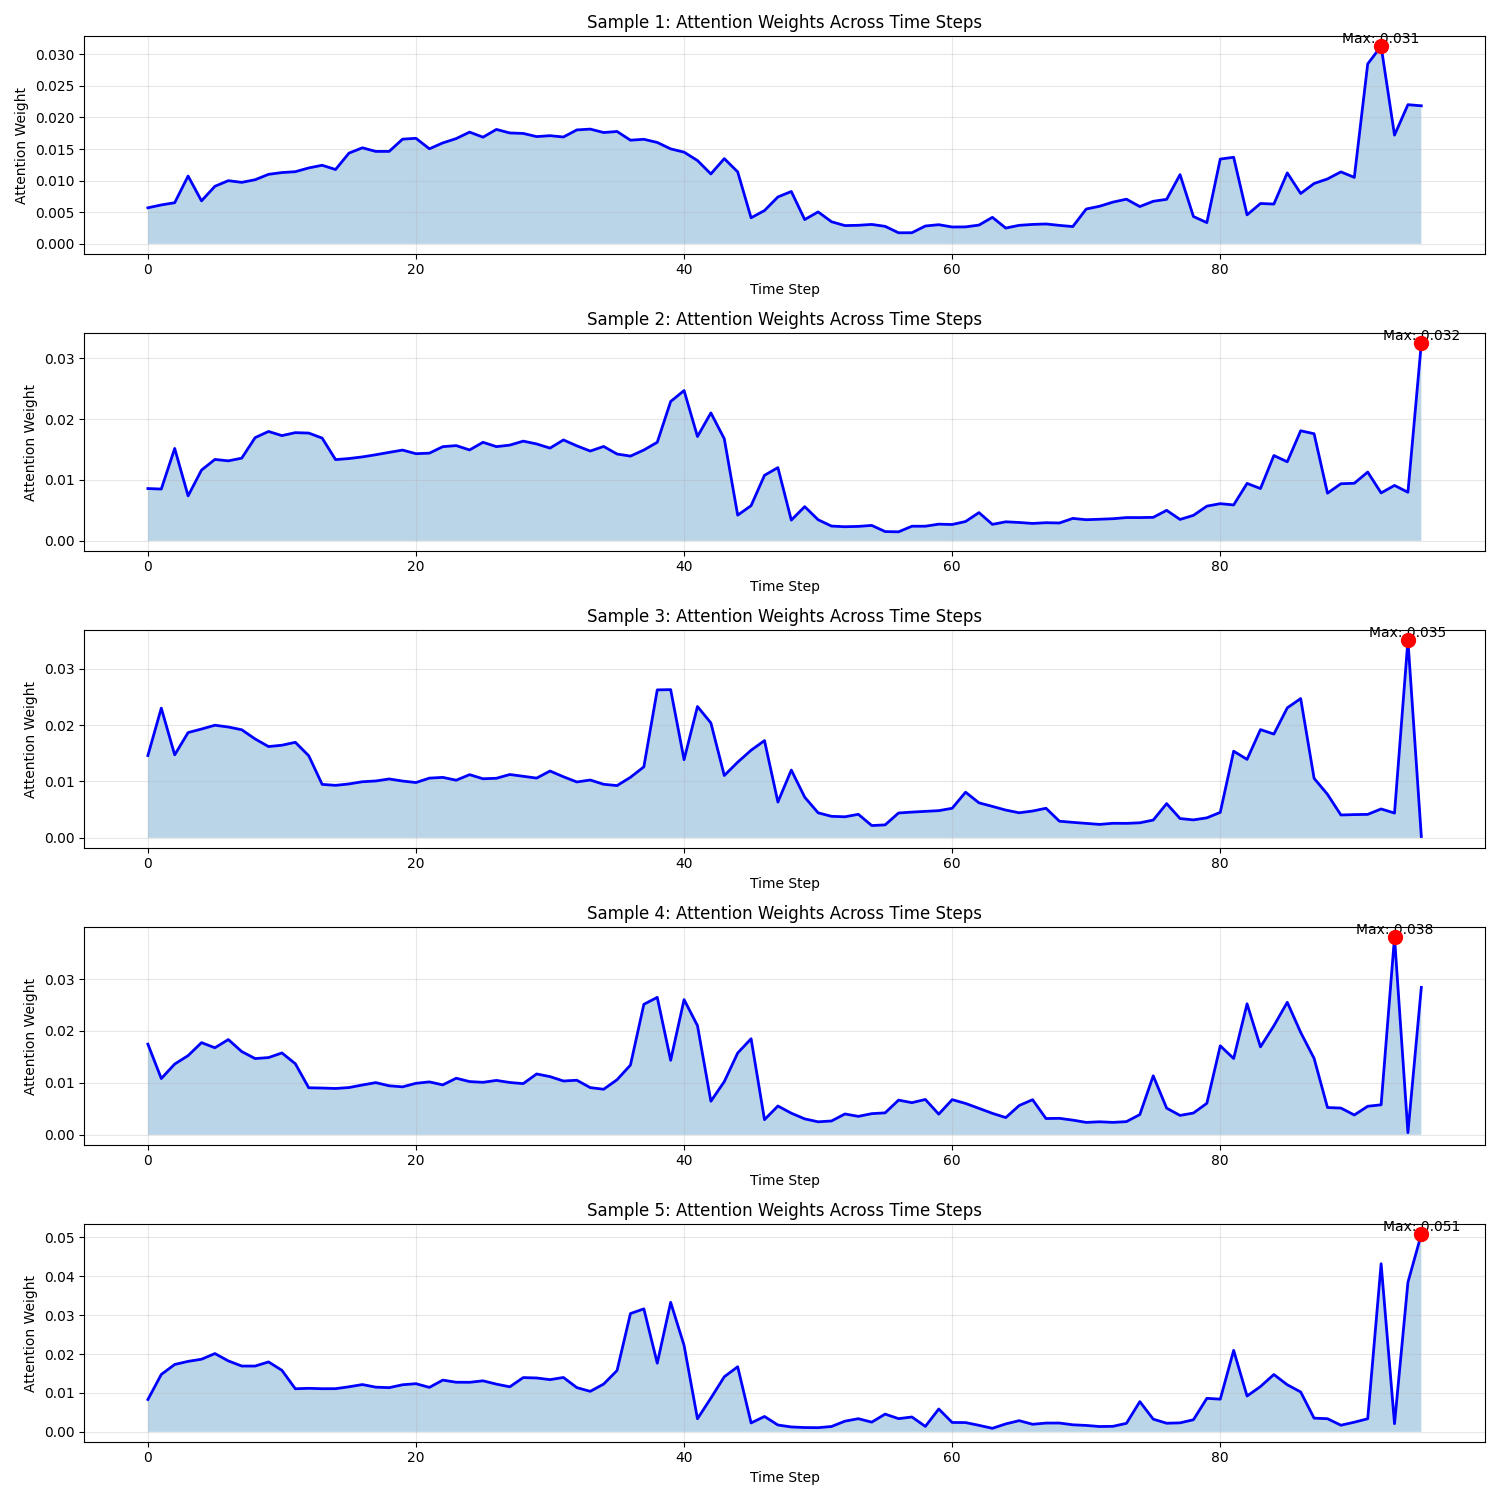 Sample 1: Attention Weights Across Time Steps
Max: 0.031
0.030
0.025
0.020
0.015
0.010
0.005
0.000
Attention Weight
0 20 40 60 80
Time Step
Sample 2: Attention Weights Across Time Steps
Max: 0.032
0.03
0.02
0.01
0.00
Attention Weight
0 20 40 60 80
Time Step
Sample 3: Attention Weights Across Time Steps
Max: 0.035
0.03
0.02
0.01
0.00
Attention Weight
0 20 40 60 80
Time Step
Sample 4: Attention Weights Across Time Steps
Max: 0.038
0.03
0.02
0.01
0.00
Attention Weight
0 20 40 60 80
Time Step
Sample 5: Attention Weights Across Time Steps
Max: 0.051
0.05
0.04
0.03
0.02
0.01
0.00
Attention Weight
0 20 40 60 80
Time Step